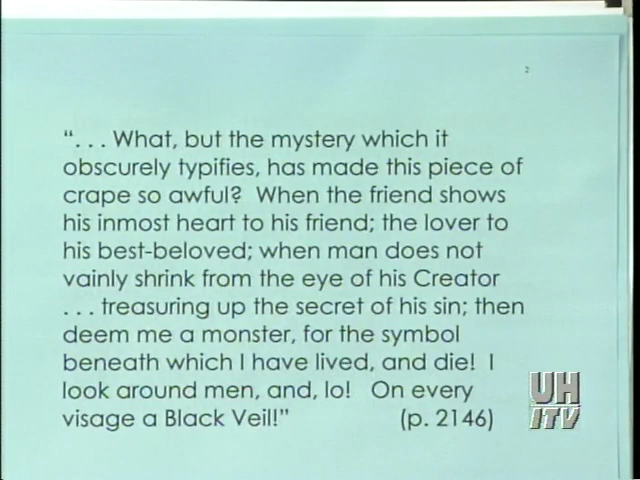 2
“. . . What, but the mystery which it
obscurely typifies, has made this piece of
crape so awful?  When the friend shows
his inmost heart to his friend; the lover to
his best-beloved; when man does not
vainly shrink from the eye of his Creator
. . . treasuring up the secret of his sin; then
deem me a monster, for the symbol
beneath which I have lived, and die!  I
look around men, and, lo!   On every
visage a Black Veil!”    (p. 2146)
UH
ITV